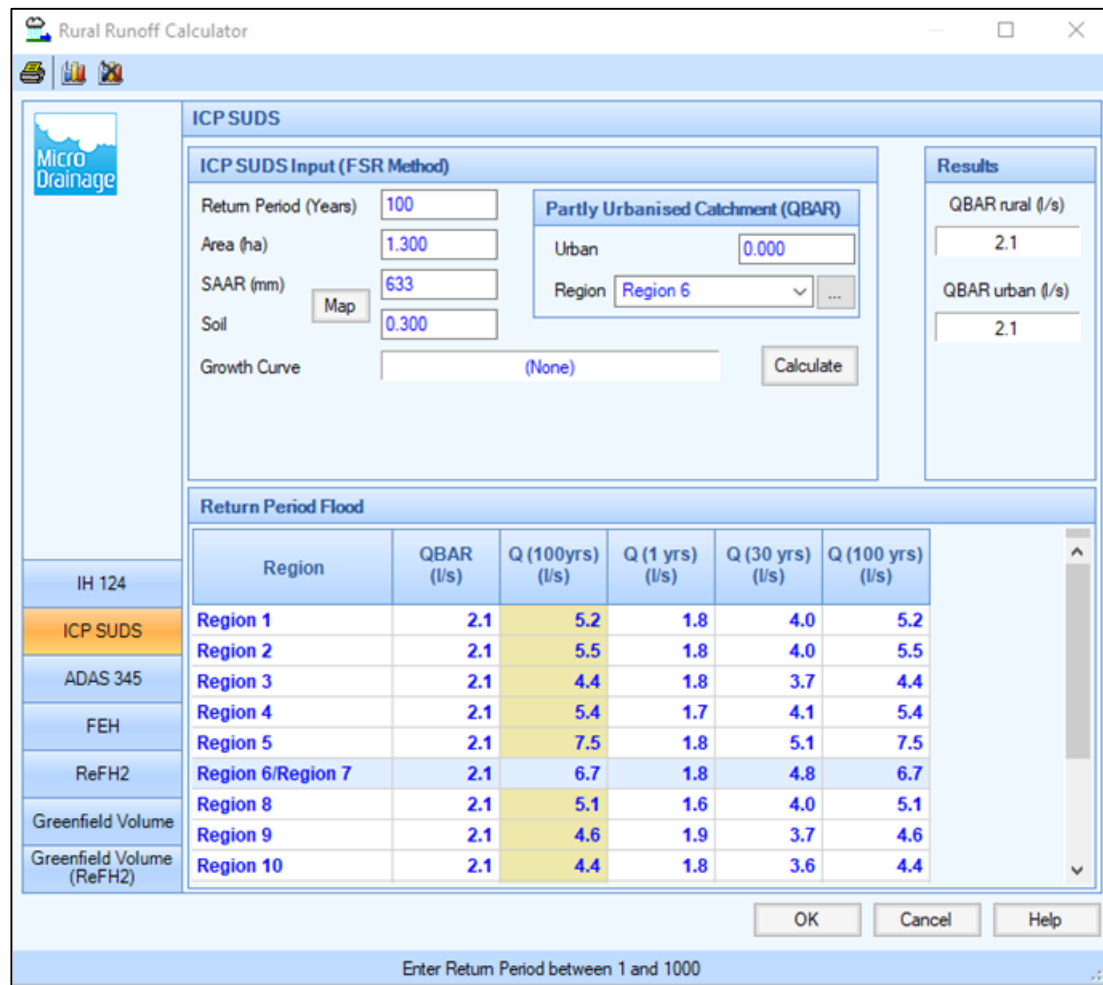 Rural Runoff Calculator
Micro
Drainage
ICP SUDS
ICP SUDS Input (FSR Method)
Return Period (Years) 100
Area (ha) 1.300
SAAR (mm) 633
Map
Soil 0.300
Growth Curve (None)
Partly Urbanised Catchment (QBAR)
Urban 0.000
Region Region 6 ...
Calculate
Results
QBAR rural (l/s)
2.1
QBAR urban (l/s)
2.1
IH 124
ICP SUDS
ADAS 345
FEH
ReFH2
Greenfield Volume
Greenfield Volume
(ReFH2)
Return Period Flood
Region QBAR (l/s) Q (100yrs) (l/s) Q (1 yrs) (l/s) Q (30 yrs) (l/s) Q (100 yrs) (l/s)
Region 1 2.1 5.2 1.8 4.0 5.2
Region 2 2.1 5.5 1.8 4.0 5.5
Region 3 2.1 4.4 1.8 3.7 4.4
Region 4 2.1 5.4 1.7 4.1 5.4
Region 5 2.1 7.5 1.8 5.1 7.5
Region 6/Region 7 2.1 6.7 1.8 4.8 6.7
Region 8 2.1 5.1 1.6 4.0 5.1
Region 9 2.1 4.6 1.9 3.7 4.6
Region 10 2.1 4.4 1.8 3.6 4.4
OK Cancel Help
Enter Return Period between 1 and 1000